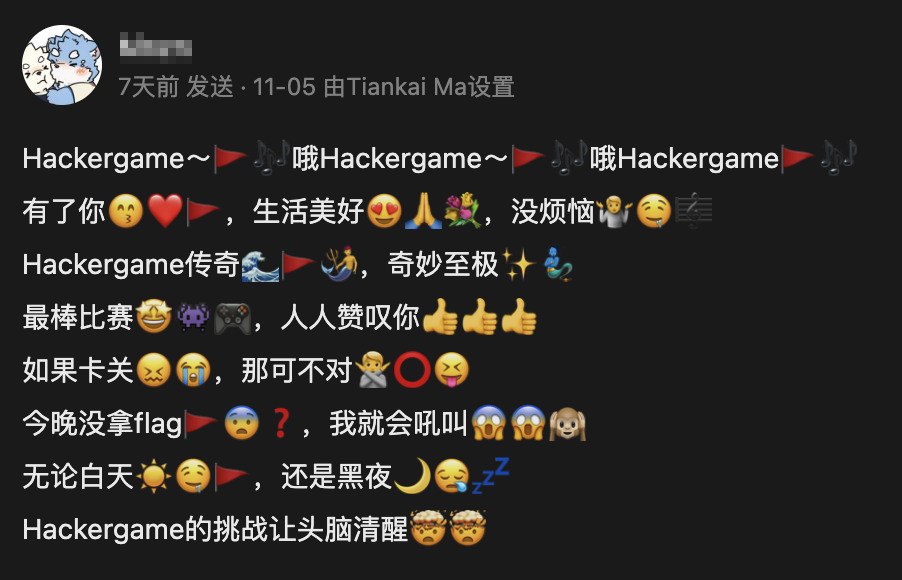 7天前 发送 · 11-05 由Tiankai Ma设置
Hackergame～🚩🎶哦Hackergame～🚩🎶哦Hackergame🚩🎶
有了你😙❤️🚩，生活美好😍🙏💐，没烦恼🤷🤤🎼
Hackergame传奇🌊🚩🧜‍♂️，奇妙至极✨🧞‍♂️
最棒比赛🤩👾🎮，人人赞叹你👍👍👍
如果卡关😖😭，那可不对🙅⭕😝
今晚没拿flag🚩😨❓，我就会吼叫😱😱🙉
无论白天☀️🤤🚩，还是黑夜🌙😪💤
Hackergame的挑战让头脑清醒🤯🤯